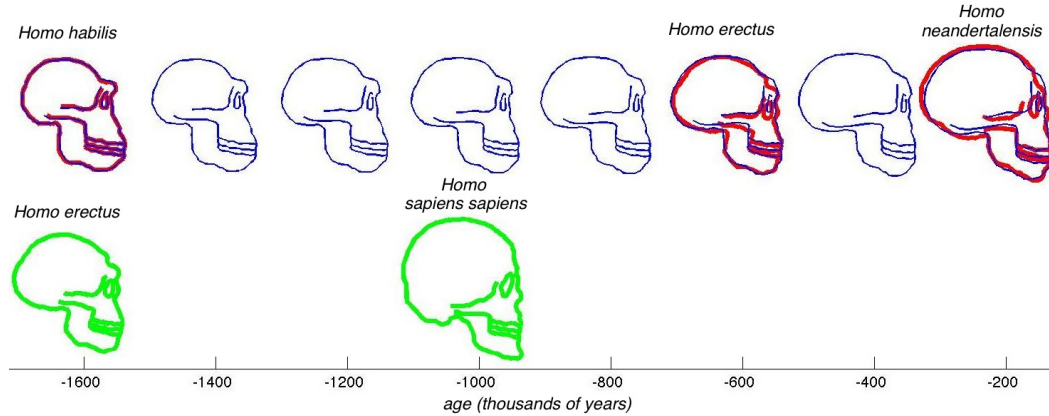 Homo habilis
Homo erectus
Homo
neandertalensis
Homo erectus
Homo
sapiens sapiens
-1600 -1400 -1200 -1000 -800 -600 -400 -200
age (thousands of years)